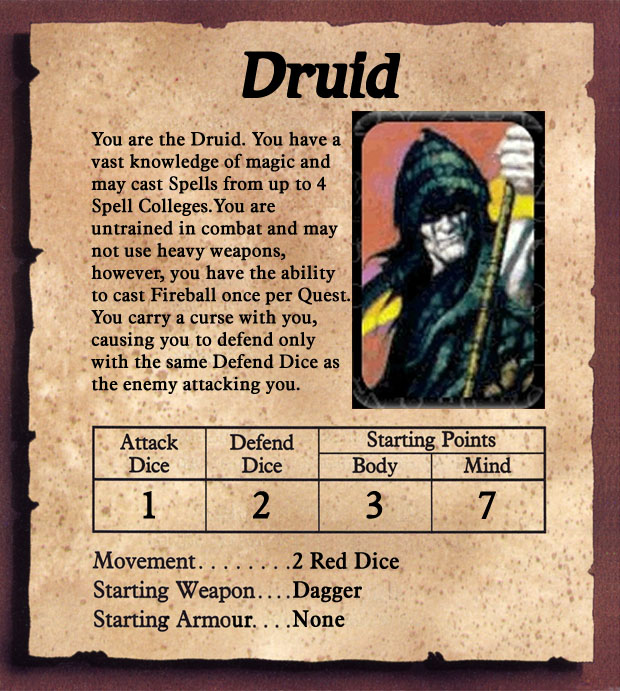 Druid
You are the Druid. You have a
vast knowledge of magic and
may cast Spells from up to 4
Spell Colleges.You are
untrained in combat and may
not use heavy weapons,
however, you have the ability
to cast Fireball once per Quest.
You carry a curse with you,
causing you to defend only
with the same Defend Dice as
the enemy attacking you.
Attack Dice
Defend Dice
Starting Points
Body Mind
1 2 3 7
Movement........2 Red Dice
Starting Weapon....Dagger
Starting Armour....None